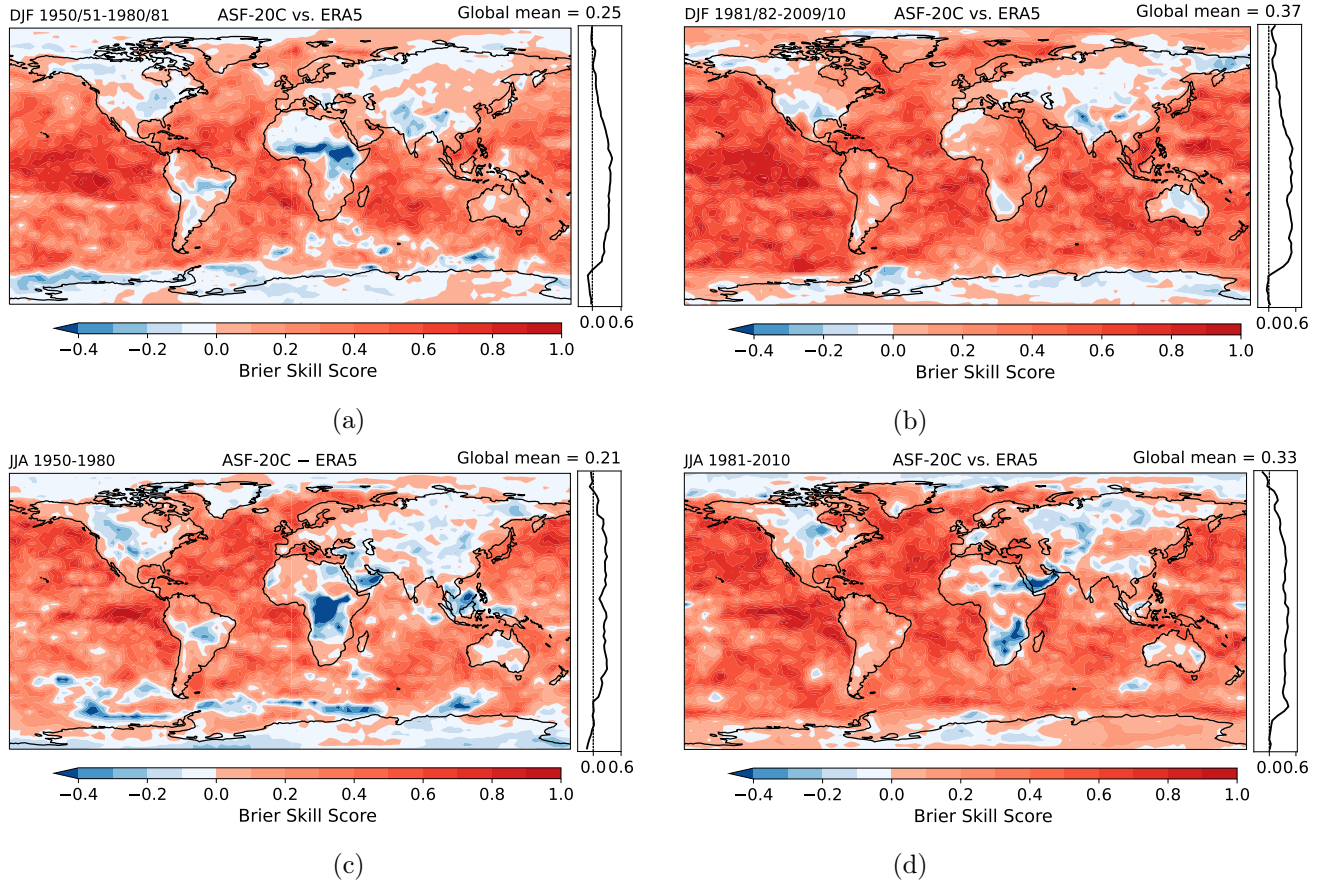 DJF 1950/51-1980/81 ASF-20C vs. ERA5 Global mean = 0.25
0.0 0.6
−0.4 −0.2 0.0 0.2 0.4 0.6 0.8 1.0
Brier Skill Score
(a)
DJF 1981/82-2009/10 ASF-20C vs. ERA5 Global mean = 0.37
0.0 0.6
−0.4 −0.2 0.0 0.2 0.4 0.6 0.8 1.0
Brier Skill Score
(b)
JJA 1950-1980 ASF-20C − ERA5 Global mean = 0.21
0.0 0.6
−0.4 −0.2 0.0 0.2 0.4 0.6 0.8 1.0
Brier Skill Score
(c)
JJA 1981-2010 ASF-20C vs. ERA5 Global mean = 0.33
0.0 0.6
−0.4 −0.2 0.0 0.2 0.4 0.6 0.8 1.0
Brier Skill Score
(d)